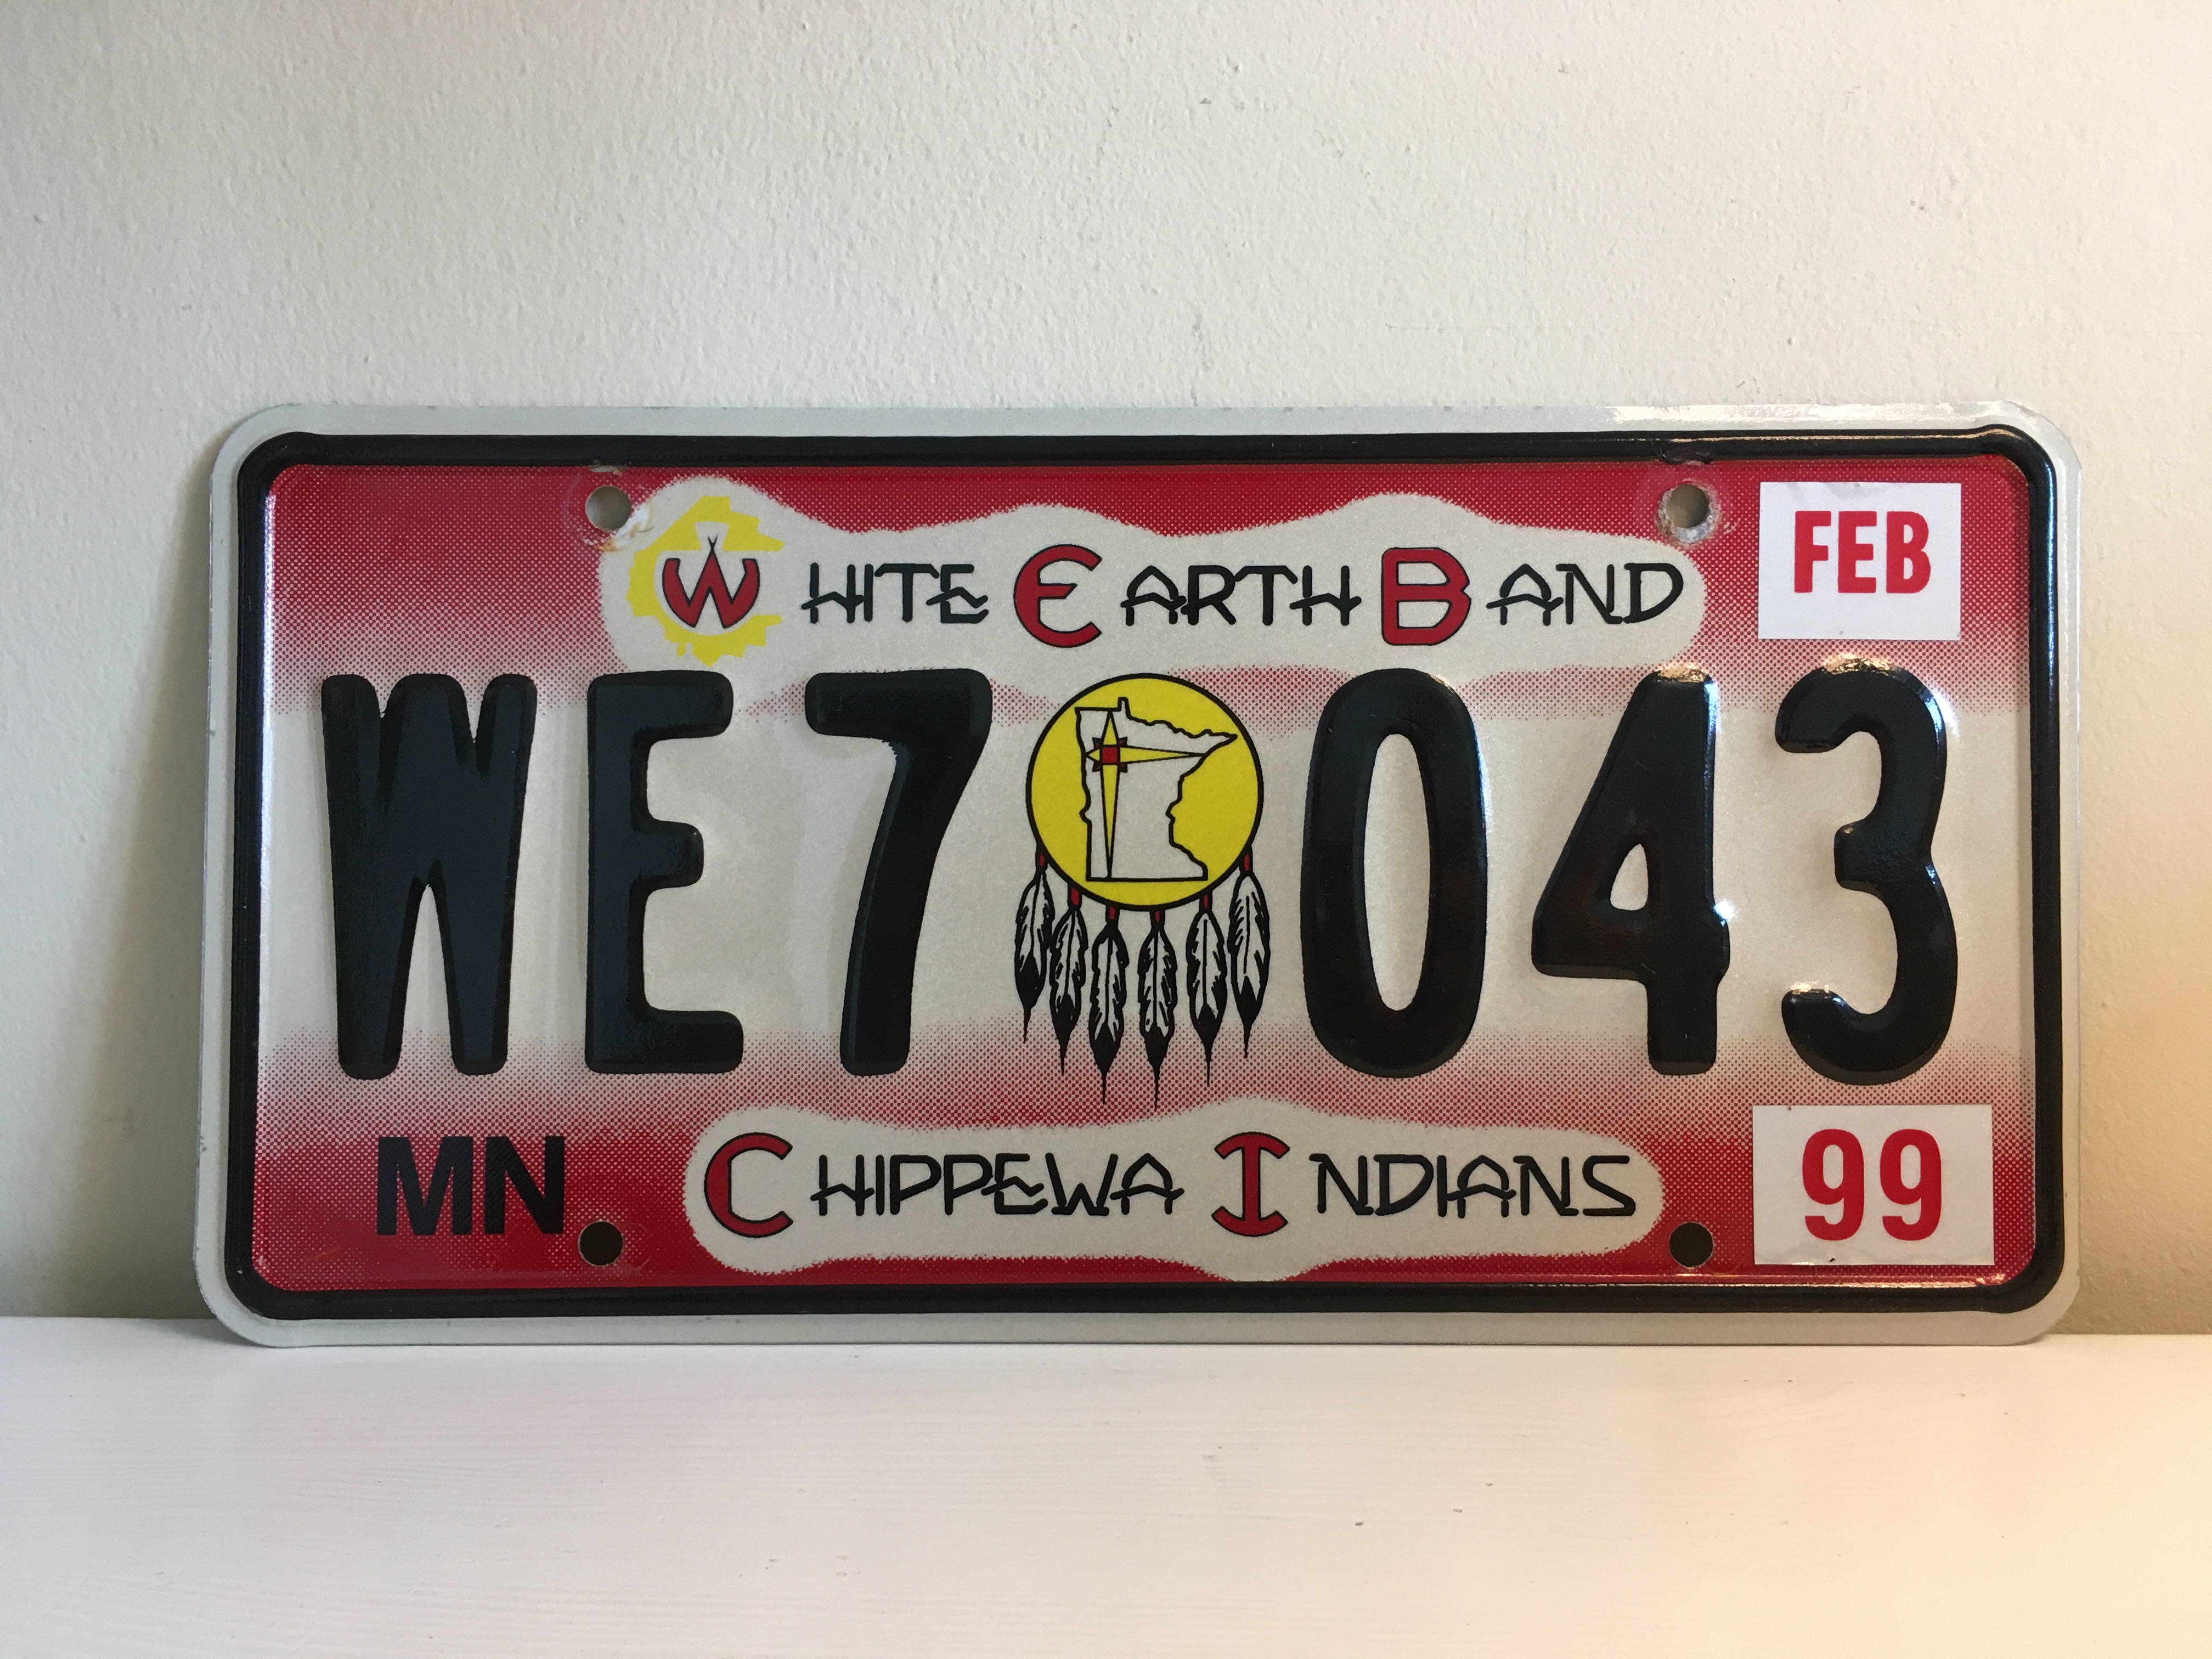 WHITE EARTH BAND
FEB
WE7 043
MN
CHIPPEWA INDIANS
99